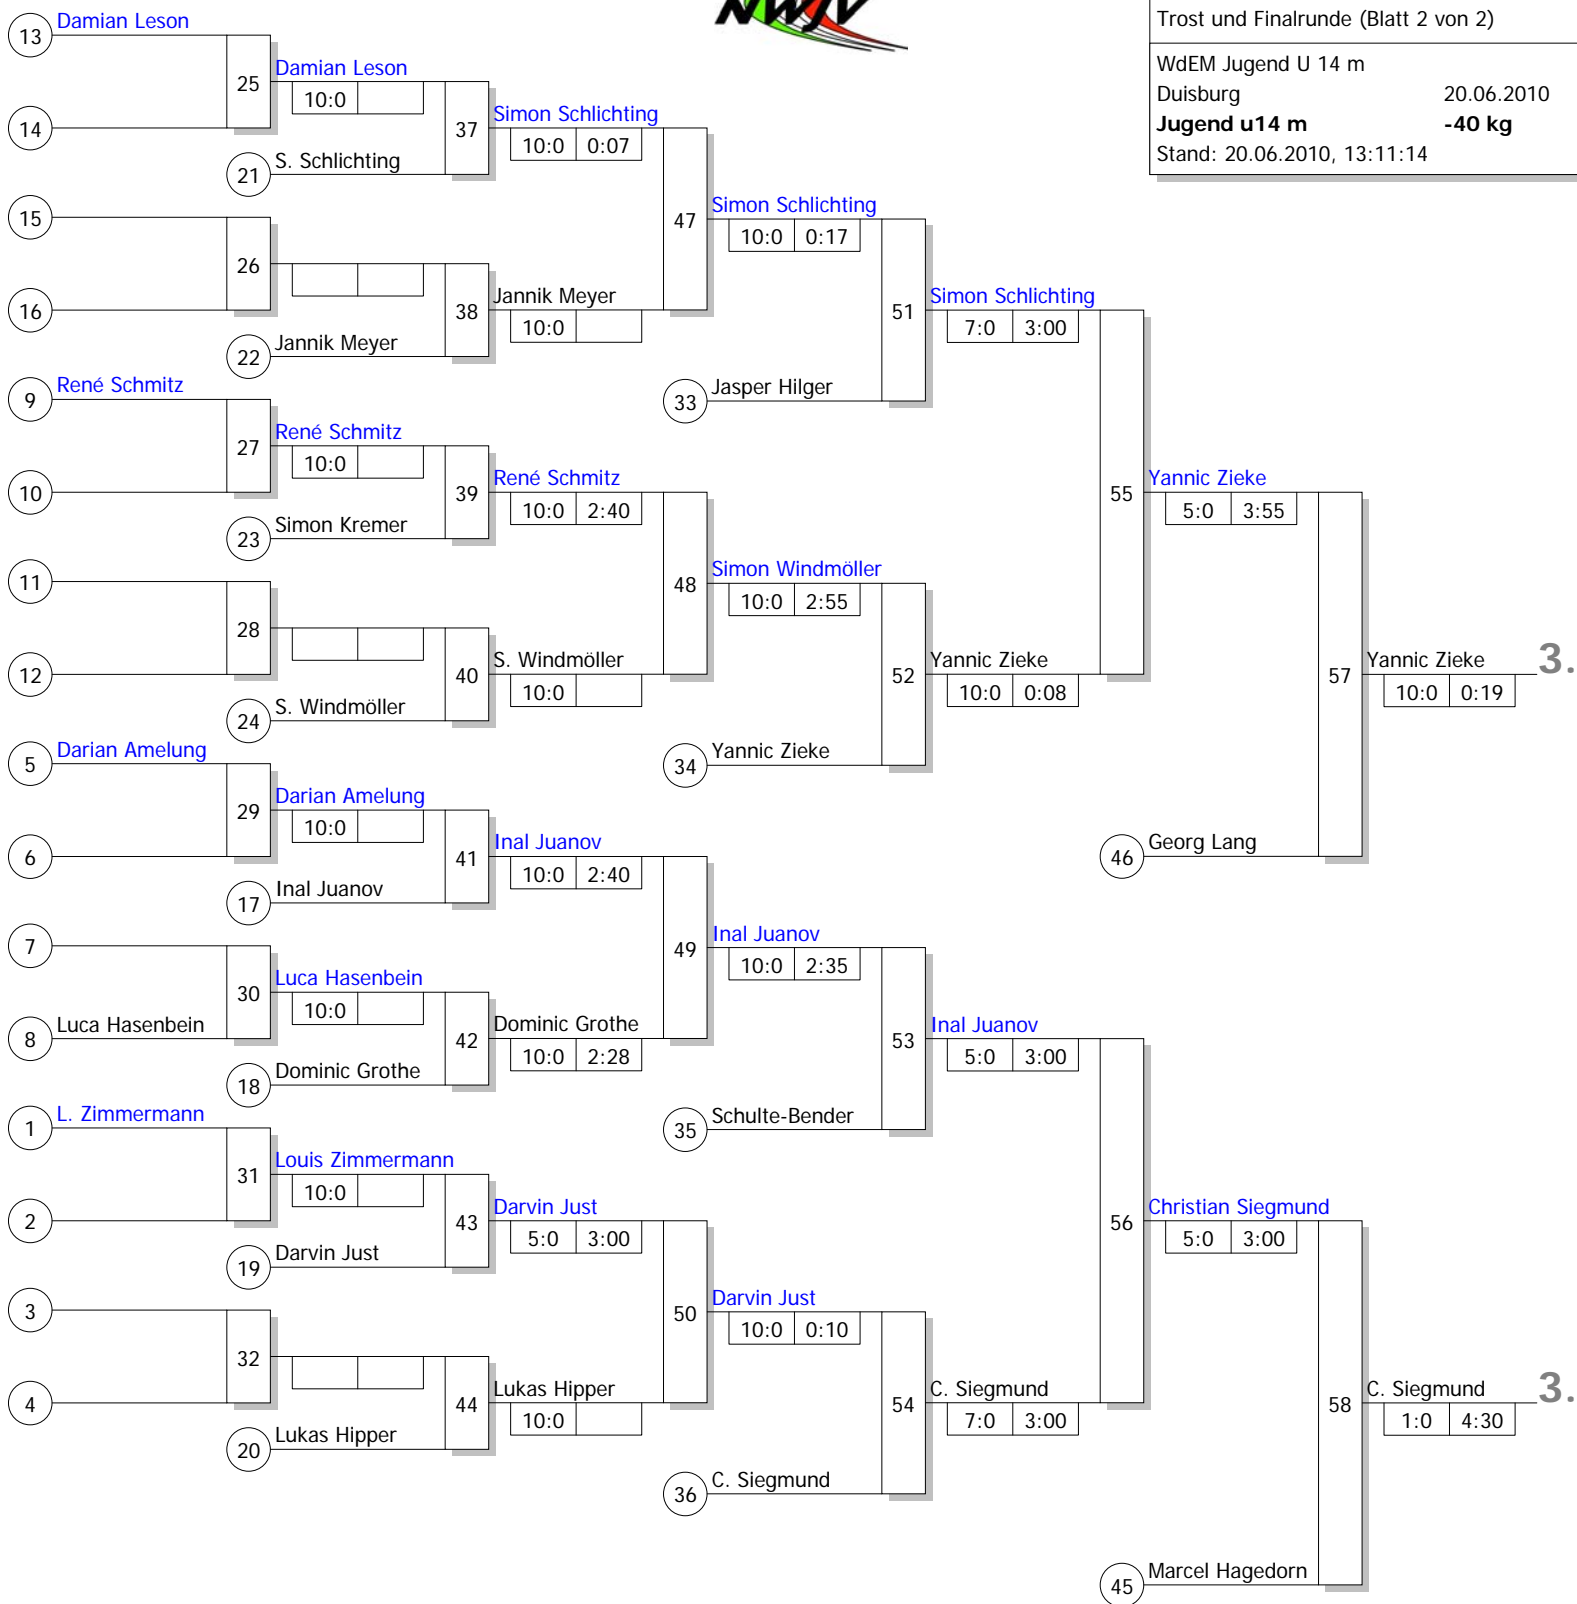 NWJV
Trost und Finalrunde (Blatt 2 von 2)
WdEM Jugend U 14 m
Duisburg 20.06.2010
Jugend u14 m -40 kg
Stand: 20.06.2010, 13:11:14
13 Damian Leson
25 Damian Leson
10:0
14
37 Simon Schlichting
10:0 0:07
21 S. Schlichting
15
47 Simon Schlichting
10:0 0:17
26
16
38 Jannik Meyer
10:0
22 Jannik Meyer
51 Simon Schlichting
7:0 3:00
33 Jasper Hilger
9 René Schmitz
27 René Schmitz
10:0
10
39 René Schmitz
10:0 2:40
23 Simon Kremer
55 Yannic Zieke
5:0 3:55
11
48 Simon Windmöller
10:0 2:55
28
12
40 S. Windmöller
10:0
24 S. Windmöller
52 Yannic Zieke
10:0 0:08
34 Yannic Zieke
57 Yannic Zieke 3.
10:0 0:19
5 Darian Amelung
29 Darian Amelung
10:0
6
41 Inal Juanov
10:0 2:40
17 Inal Juanov
46 Georg Lang
7
49 Inal Juanov
10:0 2:35
30 Luca Hasenbein
10:0
8 Luca Hasenbein
42 Dominic Grothe
10:0 2:28
18 Dominic Grothe
53 Inal Juanov
5:0 3:00
35 Schulte-Bender
1 L. Zimmermann
31 Louis Zimmermann
10:0
2
43 Darvin Just
5:0 3:00
19 Darvin Just
56 Christian Siegmund
5:0 3:00
3
50 Darvin Just
10:0 0:10
32
4
44 Lukas Hipper
10:0
20 Lukas Hipper
54 C. Siegmund
7:0 3:00
36 C. Siegmund
58 C. Siegmund 3.
1:0 4:30
45 Marcel Hagedorn